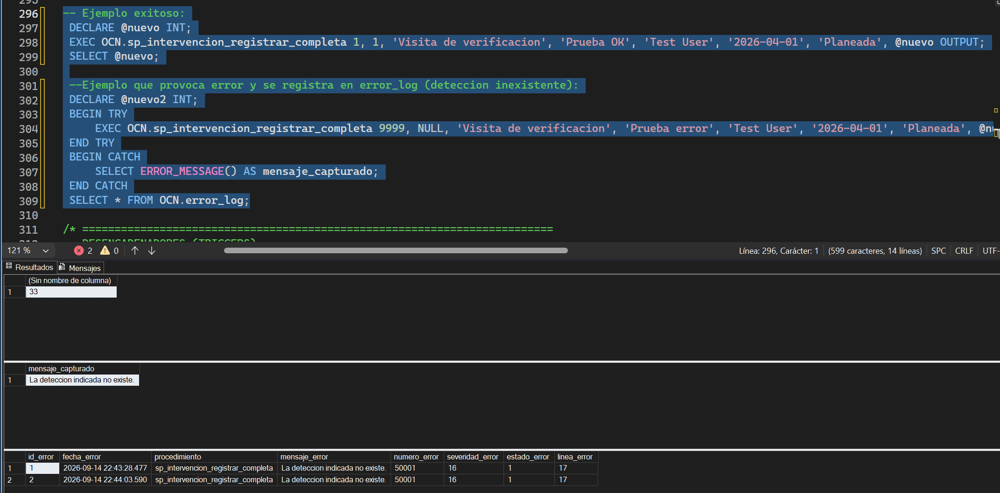 295
296 -- Ejemplo exitoso:
297 DECLARE @nuevo INT;
298 EXEC OCN.sp_intervencion_registrar_completa 1, 1, 'Visita de verificacion', 'Prueba OK', 'Test User', '2026-04-01', 'Planeada', @nuevo OUTPUT;
299 SELECT @nuevo;
300
301 --Ejemplo que provoca error y se registra en error_log (deteccion inexistente):
302 DECLARE @nuevo2 INT;
303 BEGIN TRY
304 EXEC OCN.sp_intervencion_registrar_completa 9999, NULL, 'Visita de verificacion', 'Prueba error', 'Test User', '2026-04-01', 'Planeada',
305 END TRY
306 BEGIN CATCH
307 SELECT ERROR_MESSAGE() AS mensaje_capturado;
308 END CATCH
309 SELECT * FROM OCN.error_log;
310
311 /* =========================================================================
312 DESENCADENADORES (TRIGGERS)
121 % 2 0 Línea: 296, Carácter: 1 (599 caracteres, 14 líneas) SPC CRLF UTF-
Resultados Mensajes
(Sin nombre de columna)
1 33
mensaje_capturado
1 La deteccion indicada no existe.
id_error fecha_error procedimiento mensaje_error numero_error severidad_error estado_error linea_error
1 1 2026-09-14 22:43:28.477 sp_intervencion_registrar_completa La deteccion indicada no existe. 50001 16 1 17
2 2 2026-09-14 22:44:03.590 sp_intervencion_registrar_completa La deteccion indicada no existe. 50001 16 1 17